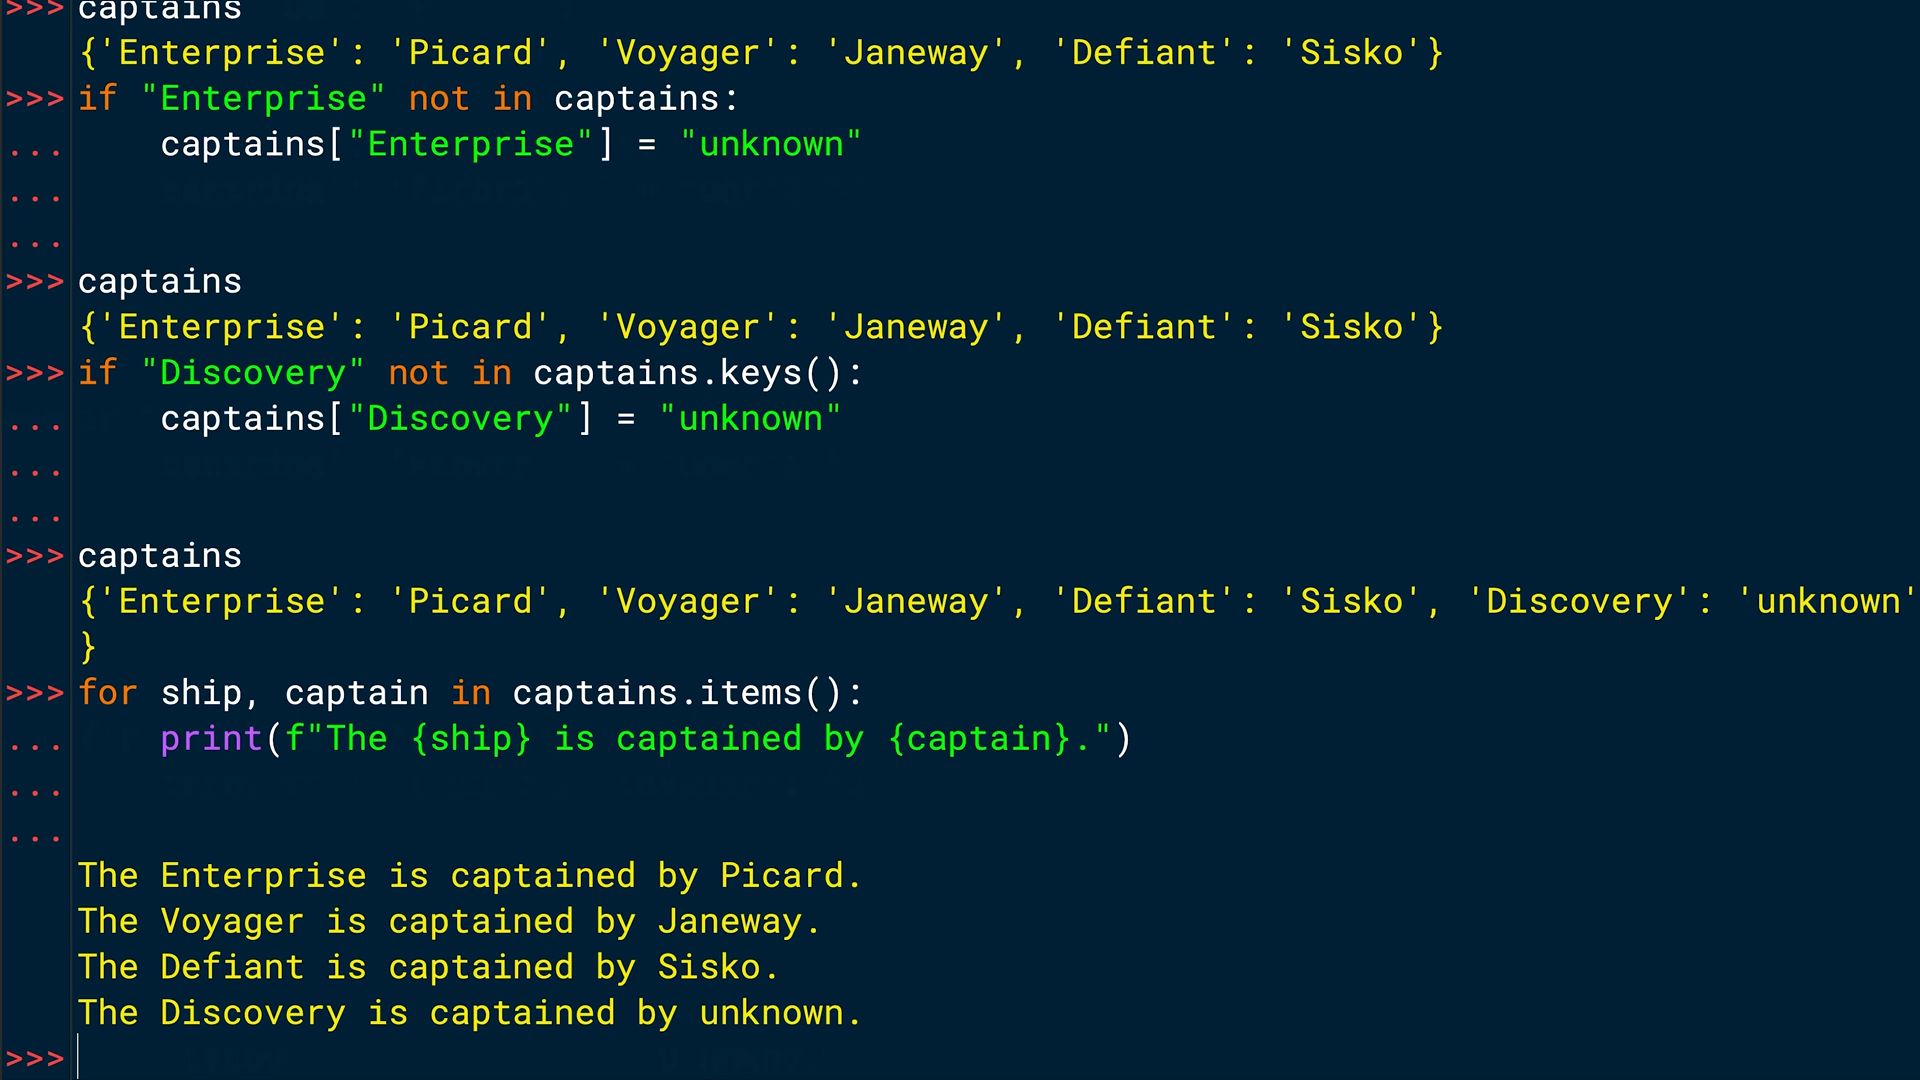 >>> captains
{'Enterprise': 'Picard', 'Voyager': 'Janeway', 'Defiant': 'Sisko'}
>>> if "Enterprise" not in captains:
...     captains["Enterprise"] = "unknown"
...
...
>>> captains
{'Enterprise': 'Picard', 'Voyager': 'Janeway', 'Defiant': 'Sisko'}
>>> if "Discovery" not in captains.keys():
...     captains["Discovery"] = "unknown"
...
...
>>> captains
{'Enterprise': 'Picard', 'Voyager': 'Janeway', 'Defiant': 'Sisko', 'Discovery': 'unknown'
}
>>> for ship, captain in captains.items():
...     print(f"The {ship} is captained by {captain}.")
...
...
The Enterprise is captained by Picard.
The Voyager is captained by Janeway.
The Defiant is captained by Sisko.
The Discovery is captained by unknown.
>>>